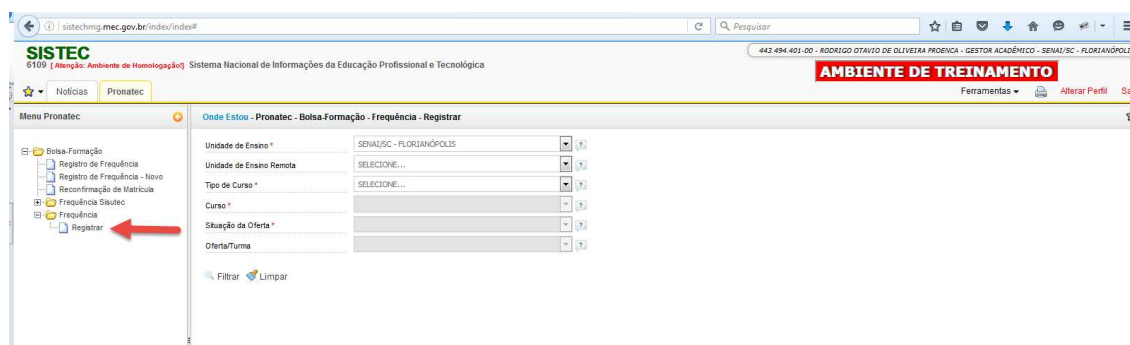 sistechmg.mec.gov.br/index/index#
Pesquisar
SISTEC
6109 [ Atenção: Ambiente de Homologação!] Sistema Nacional de Informações da Educação Profissional e Tecnológica
443.494.401-00 - RODRIGO OTAVIO DE OLIVEIRA PROENCA - GESTOR ACADÊMICO - SENAI/SC - FLORIANÓPOLI
AMBIENTE DE TREINAMENTO
Notícias Pronatec
Ferramentas Alterar Perfil Sa
Menu Pronatec
Onde Estou - Pronatec - Bolsa-Formação - Frequência - Registrar
Bolsa-Formação
Registro de Frequência
Registro de Frequência - Novo
Reconfirmação de Matrícula
Frequência Sisutec
Frequência
Registrar
Unidade de Ensino * SENAI/SC - FLORIANÓPOLIS
Unidade de Ensino Remota SELECIONE...
Tipo de Curso * SELECIONE...
Curso *
Situação da Oferta *
Oferta/Turma
Filtrar Limpar